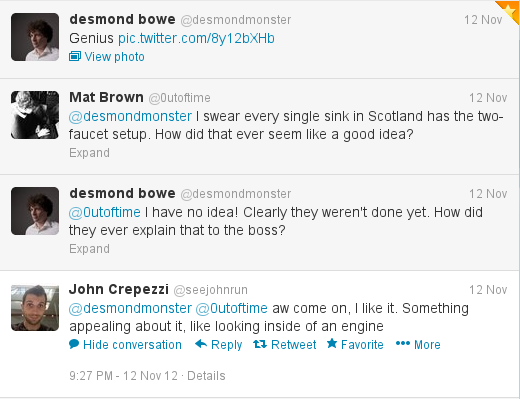 desmond bowe @desmondmonster 12 Nov
Genius pic.twitter.com/8y12bXHb
View photo
Mat Brown @0utoftime 12 Nov
@desmondmonster I swear every single sink in Scotland has the two-
faucet setup. How did that ever seem like a good idea?
Expand
desmond bowe @desmondmonster 12 Nov
@0utoftime I have no idea! Clearly they weren't done yet. How did
they ever explain that to the boss?
Expand
John Crepezzi @seejohnrun 12 Nov
@desmondmonster @0utoftime aw come on, I like it. Something
appealing about it, like looking inside of an engine
Hide conversation Reply Retweet Favorite More
9:27 PM - 12 Nov 12 · Details